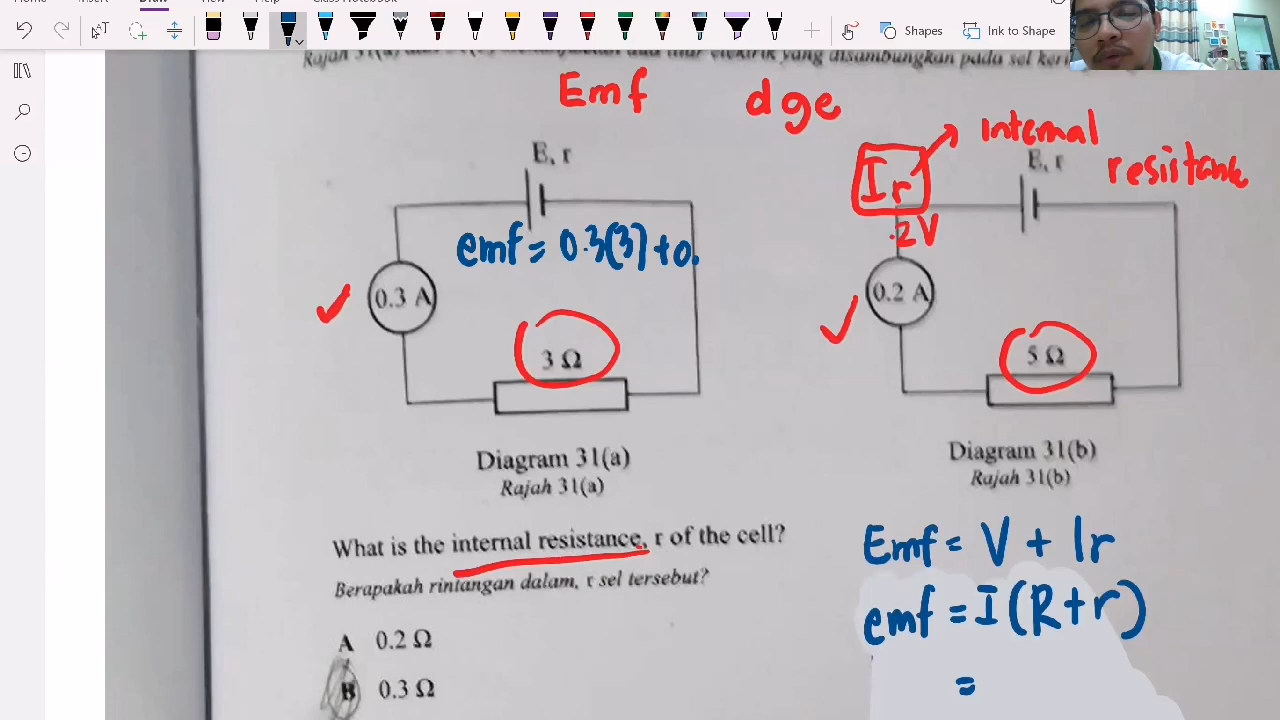 Shapes
Ink to Shape
Emf dge
Internal
resistance
E, r
E, r
Ir
.2V
emf = 0.3(3) + 0.
0.3 A
0.2 A
3 Ω
5 Ω
Diagram 31(a)
Rajah 31(a)
Diagram 31(b)
Rajah 31(b)
What is the internal resistance, r of the cell?
Berapakah rintangan dalam, r sel tersebut?
Emf = V + Ir
emf = I (R+r)
=
A 0.2 Ω
B 0.3 Ω